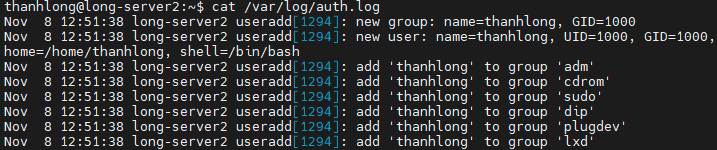 thanhlong@long-server2:~$ cat /var/log/auth.log
Nov  8 12:51:38 long-server2 useradd[1294]: new group: name=thanhlong, GID=1000
Nov  8 12:51:38 long-server2 useradd[1294]: new user: name=thanhlong, UID=1000, GID=1000,
home=/home/thanhlong, shell=/bin/bash
Nov  8 12:51:38 long-server2 useradd[1294]: add 'thanhlong' to group 'adm'
Nov  8 12:51:38 long-server2 useradd[1294]: add 'thanhlong' to group 'cdrom'
Nov  8 12:51:38 long-server2 useradd[1294]: add 'thanhlong' to group 'sudo'
Nov  8 12:51:38 long-server2 useradd[1294]: add 'thanhlong' to group 'dip'
Nov  8 12:51:38 long-server2 useradd[1294]: add 'thanhlong' to group 'plugdev'
Nov  8 12:51:38 long-server2 useradd[1294]: add 'thanhlong' to group 'lxd'